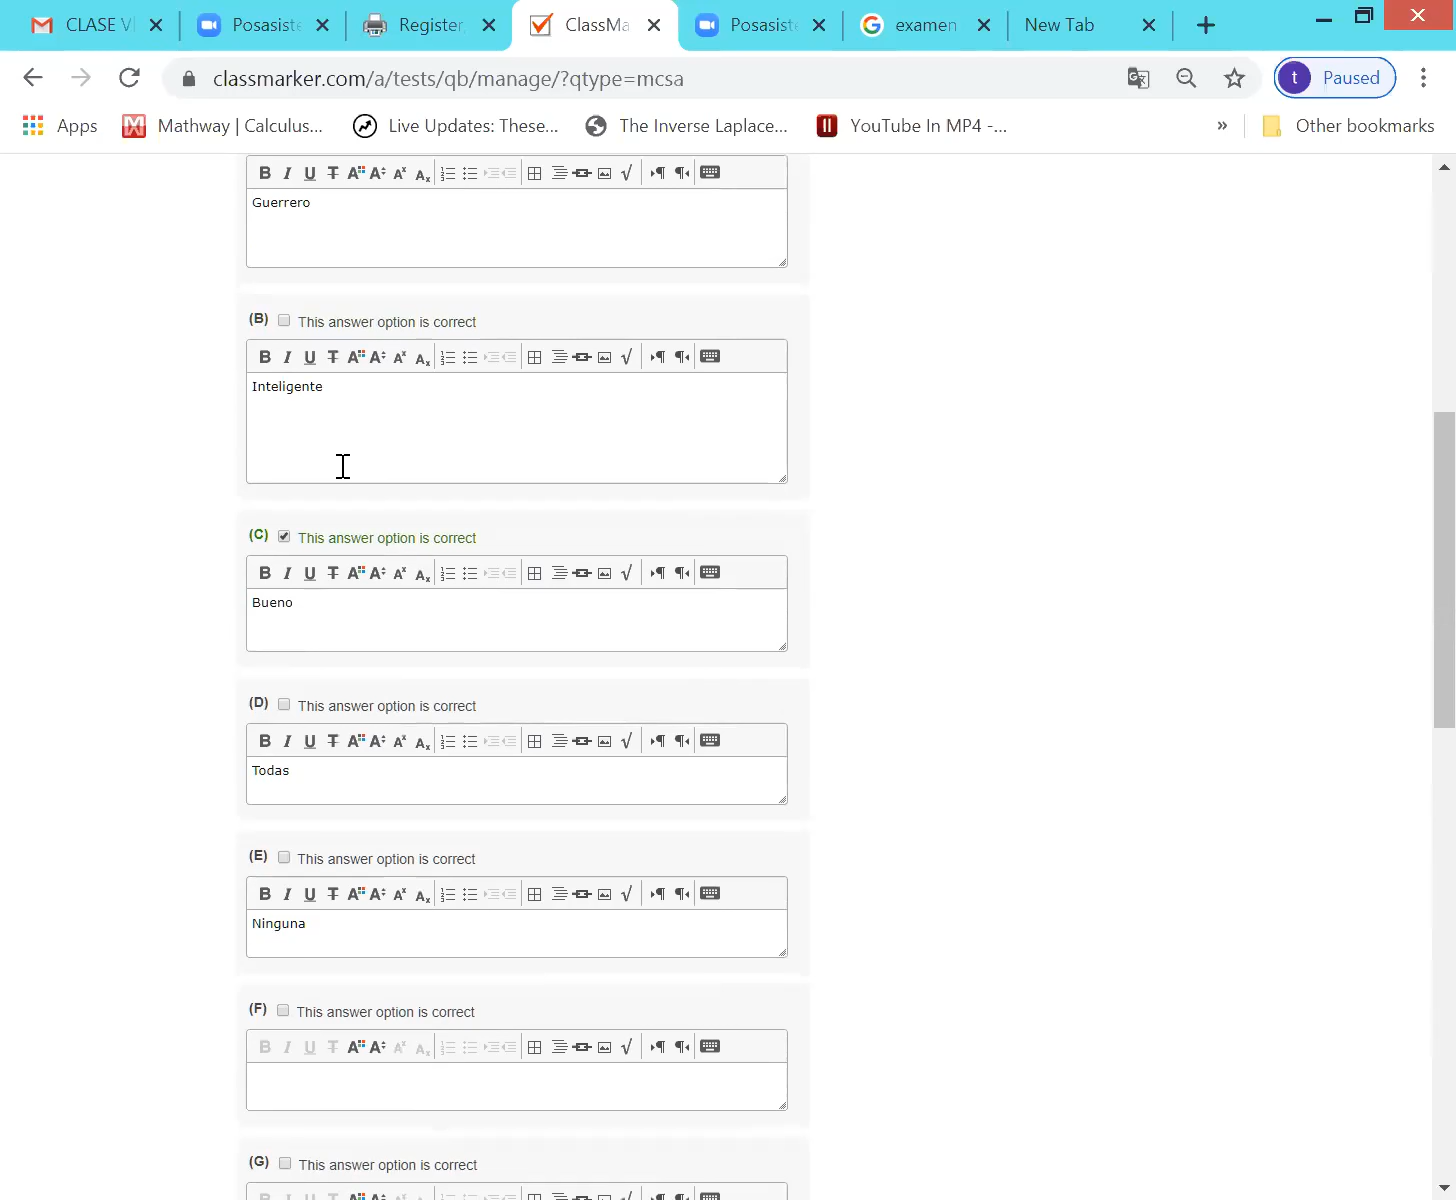 CLASE VI
Posasiste
Register,
ClassMa
Posasiste
examen
New Tab
classmarker.com/a/tests/qb/manage/?qtype=mcsa
t Paused
Apps
Mathway | Calculus...
Live Updates: These...
The Inverse Laplace...
YouTube In MP4 -...
»
Other bookmarks
Guerrero
(B) This answer option is correct
Inteligente
(C) This answer option is correct
Bueno
(D) This answer option is correct
Todas
(E) This answer option is correct
Ninguna
(F) This answer option is correct
(G) This answer option is correct